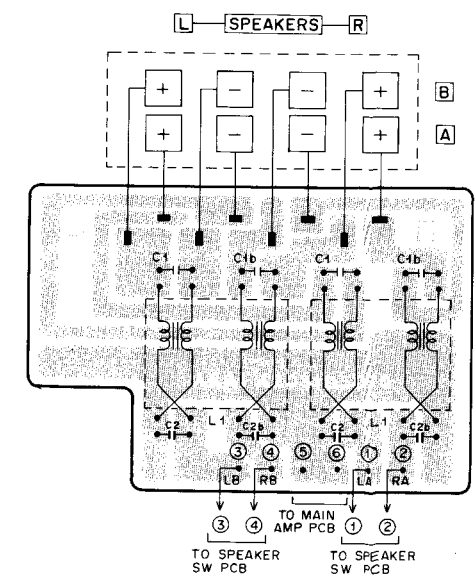 L SPEAKERS R
+ − − + B
+ − − + A
C1 C1b C1 C1b
L1 L1
C2 C2b C2 C2b
③ ④ ⑤ ⑥ ① ②
LB RB LA RA
③ ④ TO MAIN AMP PCB ① ②
TO SPEAKER SW PCB TO SPEAKER SW PCB